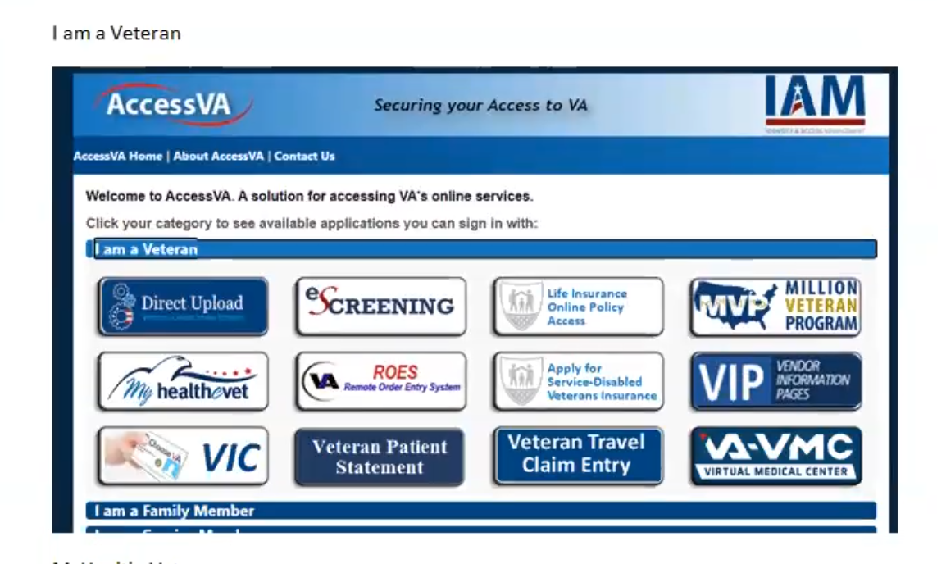 I am a Veteran
AccessVA
Securing your Access to VA
IAM
AccessVA Home | About AccessVA | Contact Us
Welcome to AccessVA. A solution for accessing VA's online services.
Click your category to see available applications you can sign in with:
I am a Veteran
Direct Upload
eSCREENING
Life Insurance
Online Policy
Access
MVP
MILLION
VETERAN
PROGRAM
My healthevet
VA
ROES
Remote Order Entry System
Apply for
Service-Disabled
Veterans Insurance
VIP
VENDOR
INFORMATION
PAGES
VIC
Veteran Patient
Statement
Veteran Travel
Claim Entry
VA-VMC
VIRTUAL MEDICAL CENTER
I am a Family Member